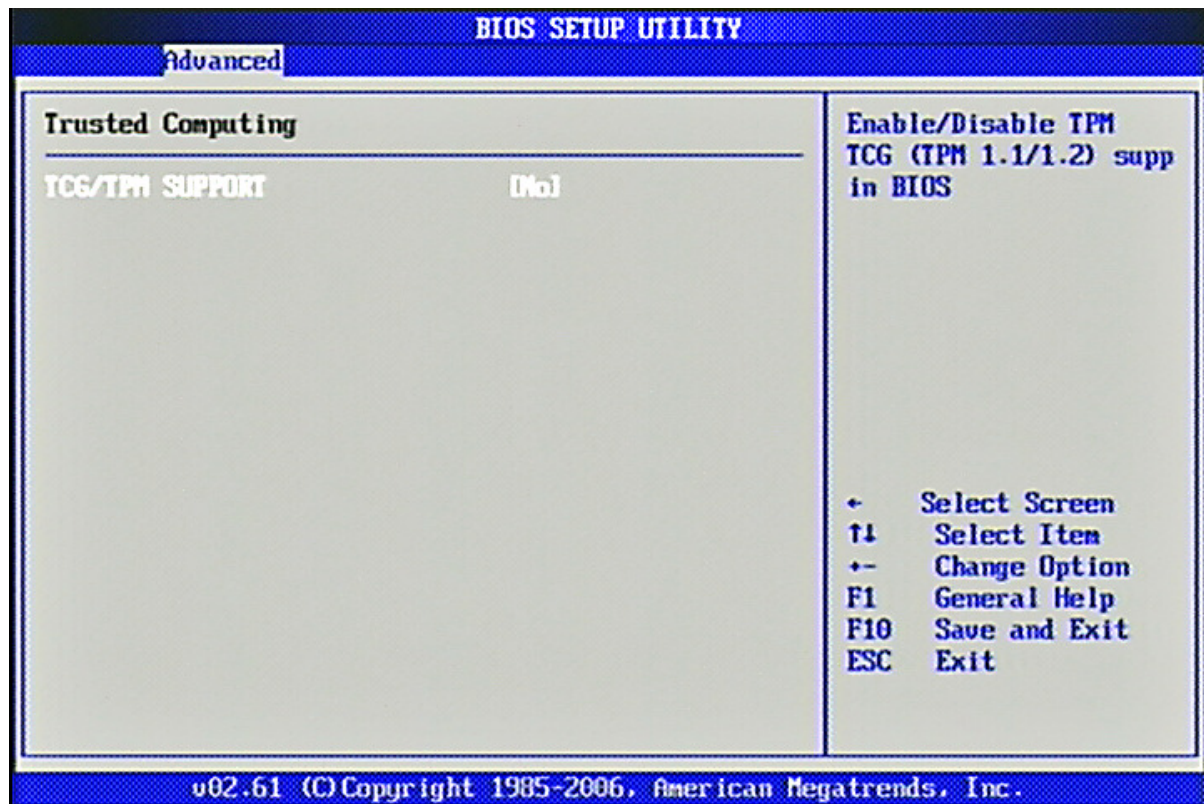 BIOS SETUP UTILITY
Advanced
Trusted Computing
TCG/TPM SUPPORT [No]
Enable/Disable TPM
TCG (TPM 1.1/1.2) supp
in BIOS
← Select Screen
↑↓ Select Item
+- Change Option
F1 General Help
F10 Save and Exit
ESC Exit
v02.61 (C)Copyright 1985-2006, American Megatrends, Inc.